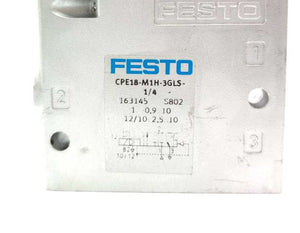 FESTO
1
FESTO
CPE18-M1H-3GLS-
1/4 -
2
163145 S802
1 -0,9 10
12/10 2,5 10
3